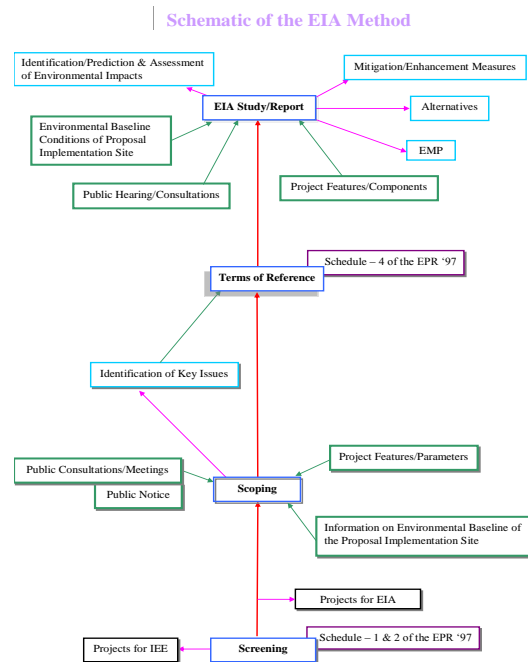 Schematic of the EIA Method
Identification/Prediction & Assessment
of Environmental Impacts
Mitigation/Enhancement Measures
EIA Study/Report
Alternatives
Environmental Baseline
Conditions of Proposal
Implementation Site
EMP
Public Hearing/Consultations
Project Features/Components
Schedule – 4 of the EPR ‘97
Terms of Reference
Identification of Key Issues
Project Features/Parameters
Public Consultations/Meetings
Public Notice
Scoping
Information on Environmental Baseline of
the Proposal Implementation Site
Projects for EIA
Projects for IEE
Screening
Schedule – 1 & 2 of the EPR ‘97